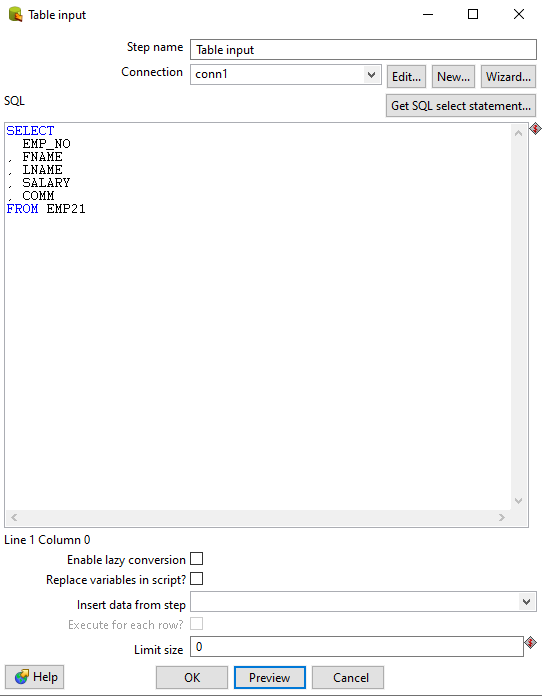 Table input
Step name Table input
Connection conn1 Edit... New... Wizard...
SQL Get SQL select statement...
SELECT
  EMP_NO
, FNAME
, LNAME
, SALARY
, COMM
FROM EMP21
Line 1 Column 0
Enable lazy conversion
Replace variables in script?
Insert data from step
Execute for each row?
Limit size 0
Help OK Preview Cancel